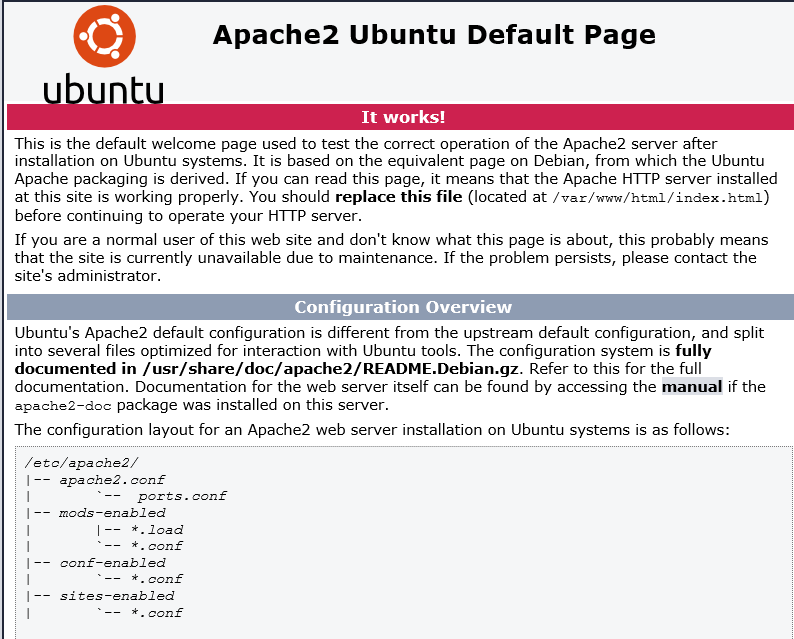 ubuntu
Apache2 Ubuntu Default Page
It works!
This is the default welcome page used to test the correct operation of the Apache2 server after
installation on Ubuntu systems. It is based on the equivalent page on Debian, from which the Ubuntu
Apache packaging is derived. If you can read this page, it means that the Apache HTTP server installed
at this site is working properly. You should replace this file (located at /var/www/html/index.html)
before continuing to operate your HTTP server.
If you are a normal user of this web site and don't know what this page is about, this probably means
that the site is currently unavailable due to maintenance. If the problem persists, please contact the
site's administrator.
Configuration Overview
Ubuntu's Apache2 default configuration is different from the upstream default configuration, and split
into several files optimized for interaction with Ubuntu tools. The configuration system is fully
documented in /usr/share/doc/apache2/README.Debian.gz. Refer to this for the full
documentation. Documentation for the web server itself can be found by accessing the manual if the
apache2-doc package was installed on this server.
The configuration layout for an Apache2 web server installation on Ubuntu systems is as follows:
/etc/apache2/
|-- apache2.conf
|       `--  ports.conf
|-- mods-enabled
|       |-- *.load
|       `-- *.conf
|-- conf-enabled
|       `-- *.conf
|-- sites-enabled
|       `-- *.conf